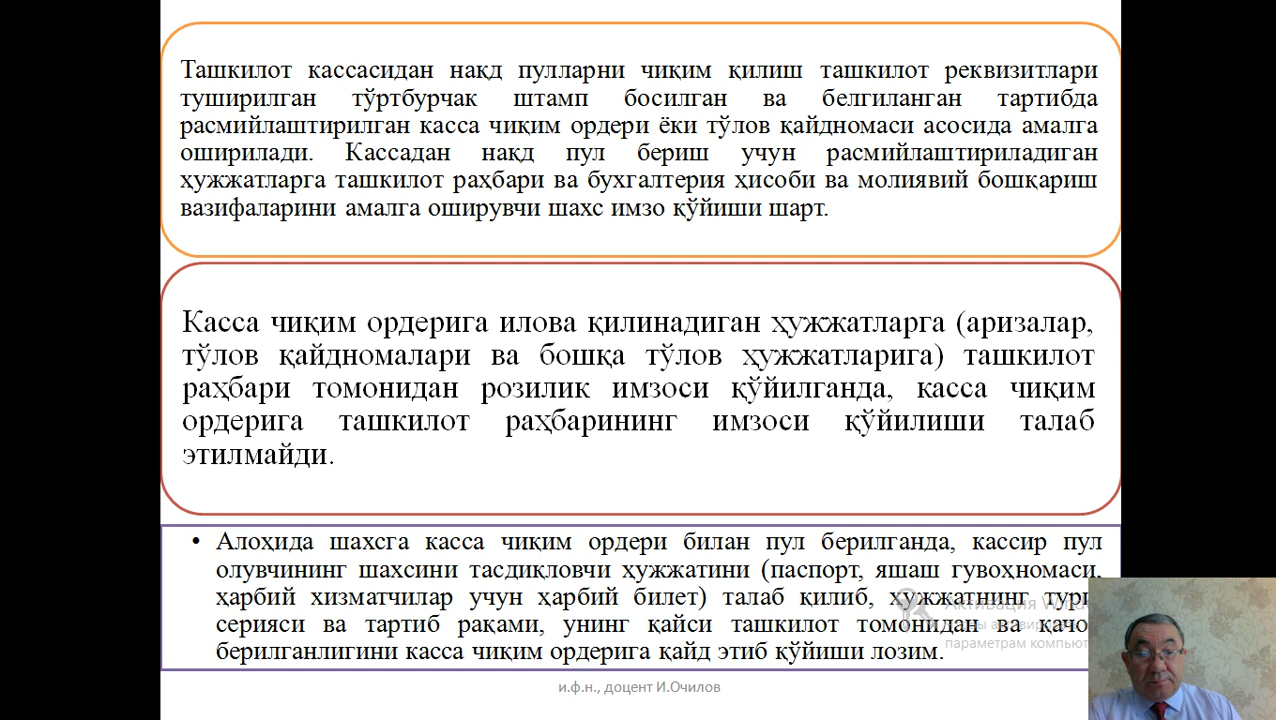 Ташкилот кассасидан нақд пулларни чиқим қилиш ташкилот реквизитлари
туширилган тўртбурчак штамп босилган ва белгиланган тартибда
расмийлаштирилган касса чиқим ордери ёки тўлов қайдномаси асосида амалга
оширилади. Кассадан нақд пул бериш учун расмийлаштириладиган
ҳужжатларга ташкилот раҳбари ва бухгалтерия ҳисоби ва молиявий бошқариш
вазифаларини амалга оширувчи шахс имзо қўйиши шарт.
Касса чиқим ордерига илова қилинадиган ҳужжатларга (аризалар,
тўлов қайдномалари ва бошқа тўлов ҳужжатларига) ташкилот
раҳбари томонидан розилик имзоси қўйилганда, касса чиқим
ордерига ташкилот раҳбарининг имзоси қўйилиши талаб
этилмайди.
• Алоҳида шахсга касса чиқим ордери билан пул берилганда, кассир пул
олувчининг шахсини тасдиқловчи ҳужжатини (паспорт, яшаш гувоҳномаси,
ҳарбий хизматчилар учун ҳарбий билет) талаб қилиб, ҳужжатнинг тури
серияси ва тартиб рақами, унинг қайси ташкилот томонидан ва
берилганлигини касса чиқим ордерига қайд этиб қўйиши лозим.
Активация
параметрам
и.ф.н., доцент И.Очилов